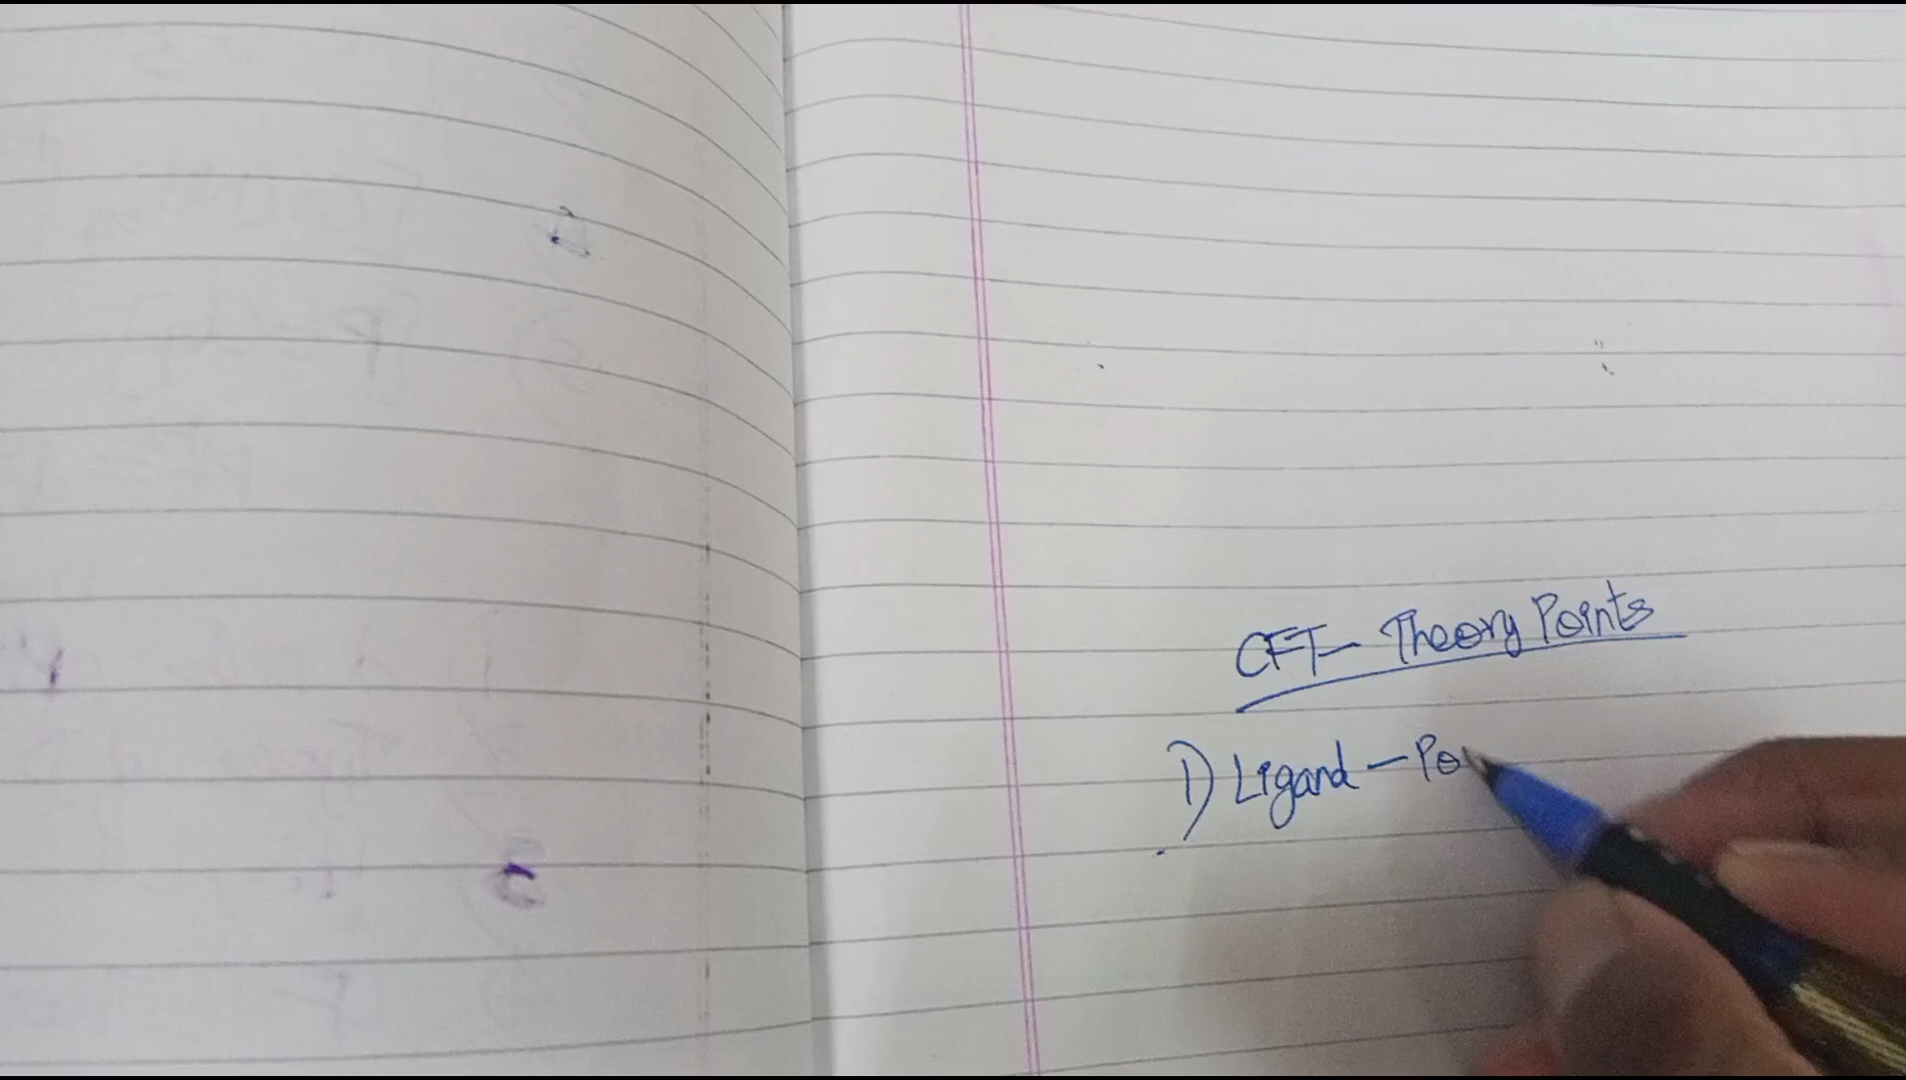 CFT- Theory Points
1) Ligand - Po